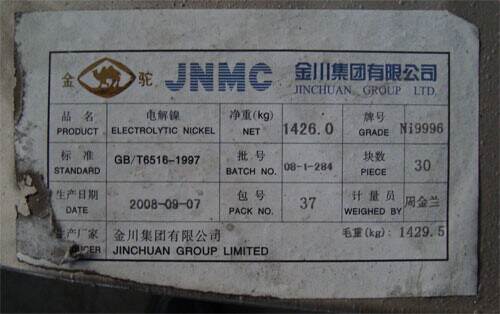 金 驼 JNMC 金川集团有限公司
JINCHUAN GROUP LTD.
品名 电解镍 净重(kg) 1426.0 牌号 Ni9996
PRODUCT ELECTROLYTIC NICKEL NET GRADE
标准 GB/T6516-1997 批号 08-1-284 块数 30
STANDARD BATCH NO. PIECE
生产日期 2008-09-07 包号 37 计量员 周金兰
DATE PACK NO. WEIGHED BY
产厂家 金川集团有限公司 毛重(kg): 1429.5
UCER JINCHUAN GROUP LIMITED